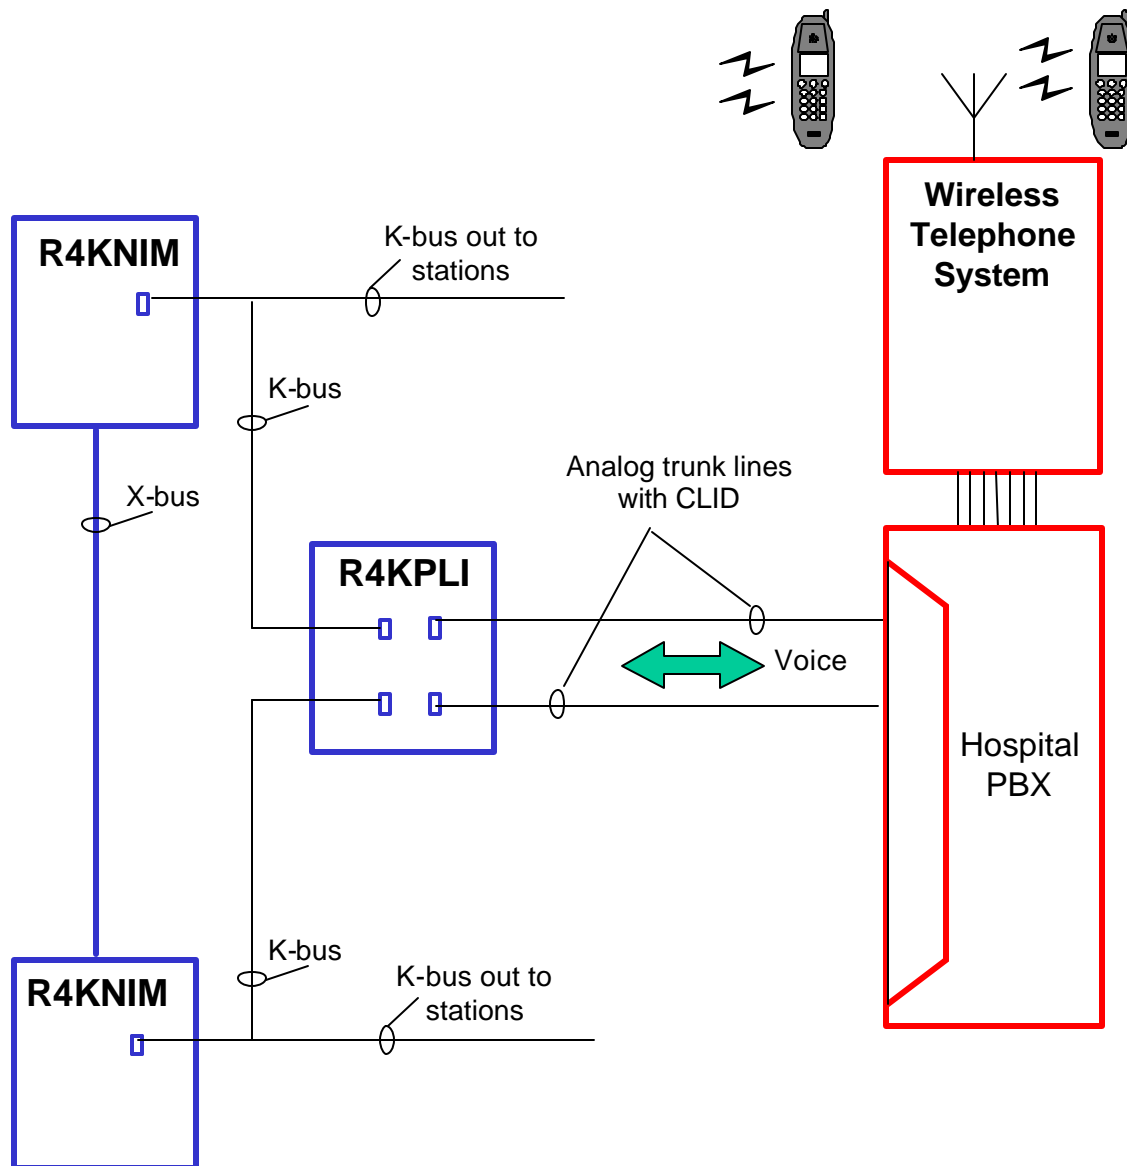 Wireless
Telephone
System
R4KNIM
K-bus out to
stations
K-bus
Analog trunk lines
with CLID
X-bus
R4KPLI
Voice
Hospital
PBX
K-bus
K-bus out to
stations
R4KNIM